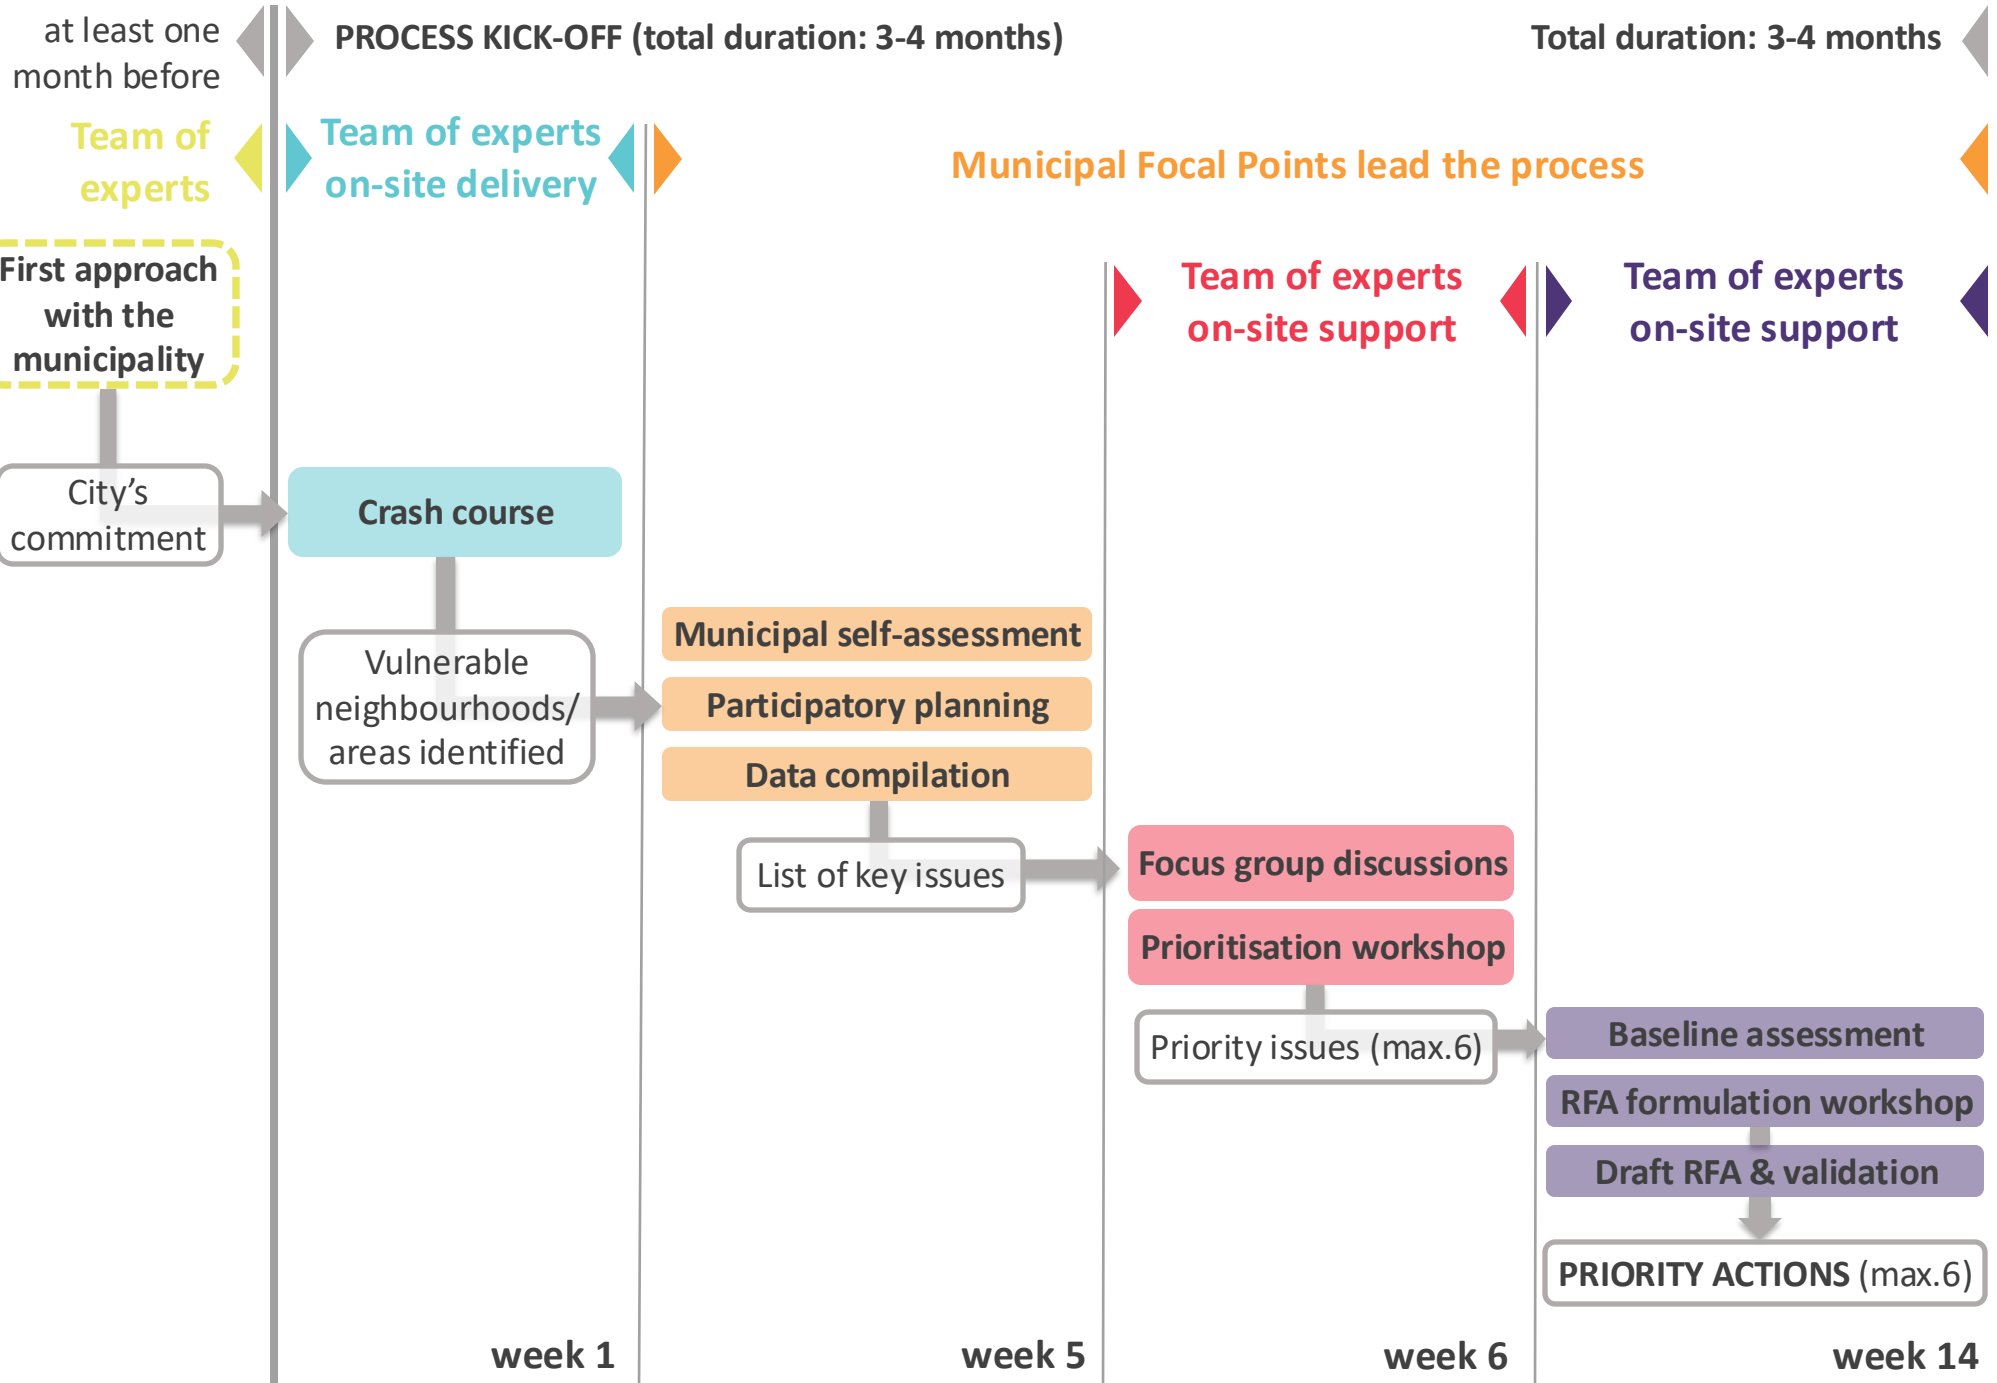 at least one
month before
PROCESS KICK-OFF (total duration: 3-4 months)
Total duration: 3-4 months
Team of
experts
Team of experts
on-site delivery
Municipal Focal Points lead the process
First approach
with the
municipality
Team of experts
on-site support
Team of experts
on-site support
City’s
commitment
Crash course
Vulnerable
neighbourhoods/
areas identified
Municipal self-assessment
Participatory planning
Data compilation
List of key issues
Focus group discussions
Prioritisation workshop
Priority issues (max.6)
Baseline assessment
RFA formulation workshop
Draft RFA & validation
PRIORITY ACTIONS (max.6)
week 1
week 5
week 6
week 14